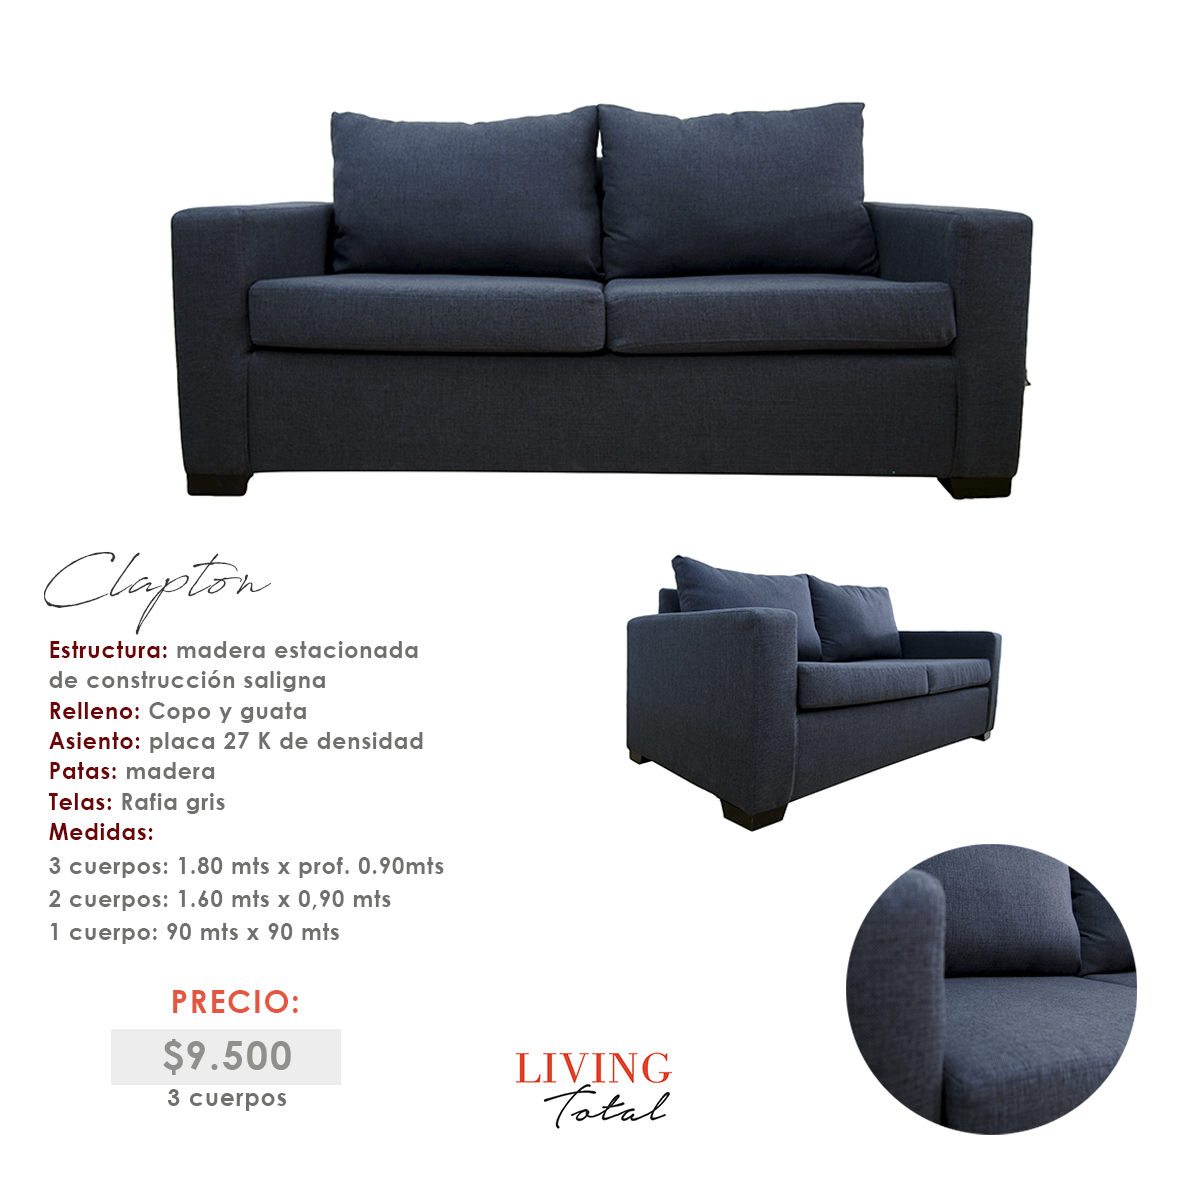 Clapton
Estructura: madera estacionada
de construcción saligna
Relleno: Copo y guata
Asiento: placa 27 K de densidad
Patas: madera
Telas: Rafia gris
Medidas:
3 cuerpos: 1.80 mts x prof. 0.90mts
2 cuerpos: 1.60 mts x 0,90 mts
1 cuerpo: 90 mts x 90 mts
PRECIO:
$9.500
3 cuerpos
LIVING
Total